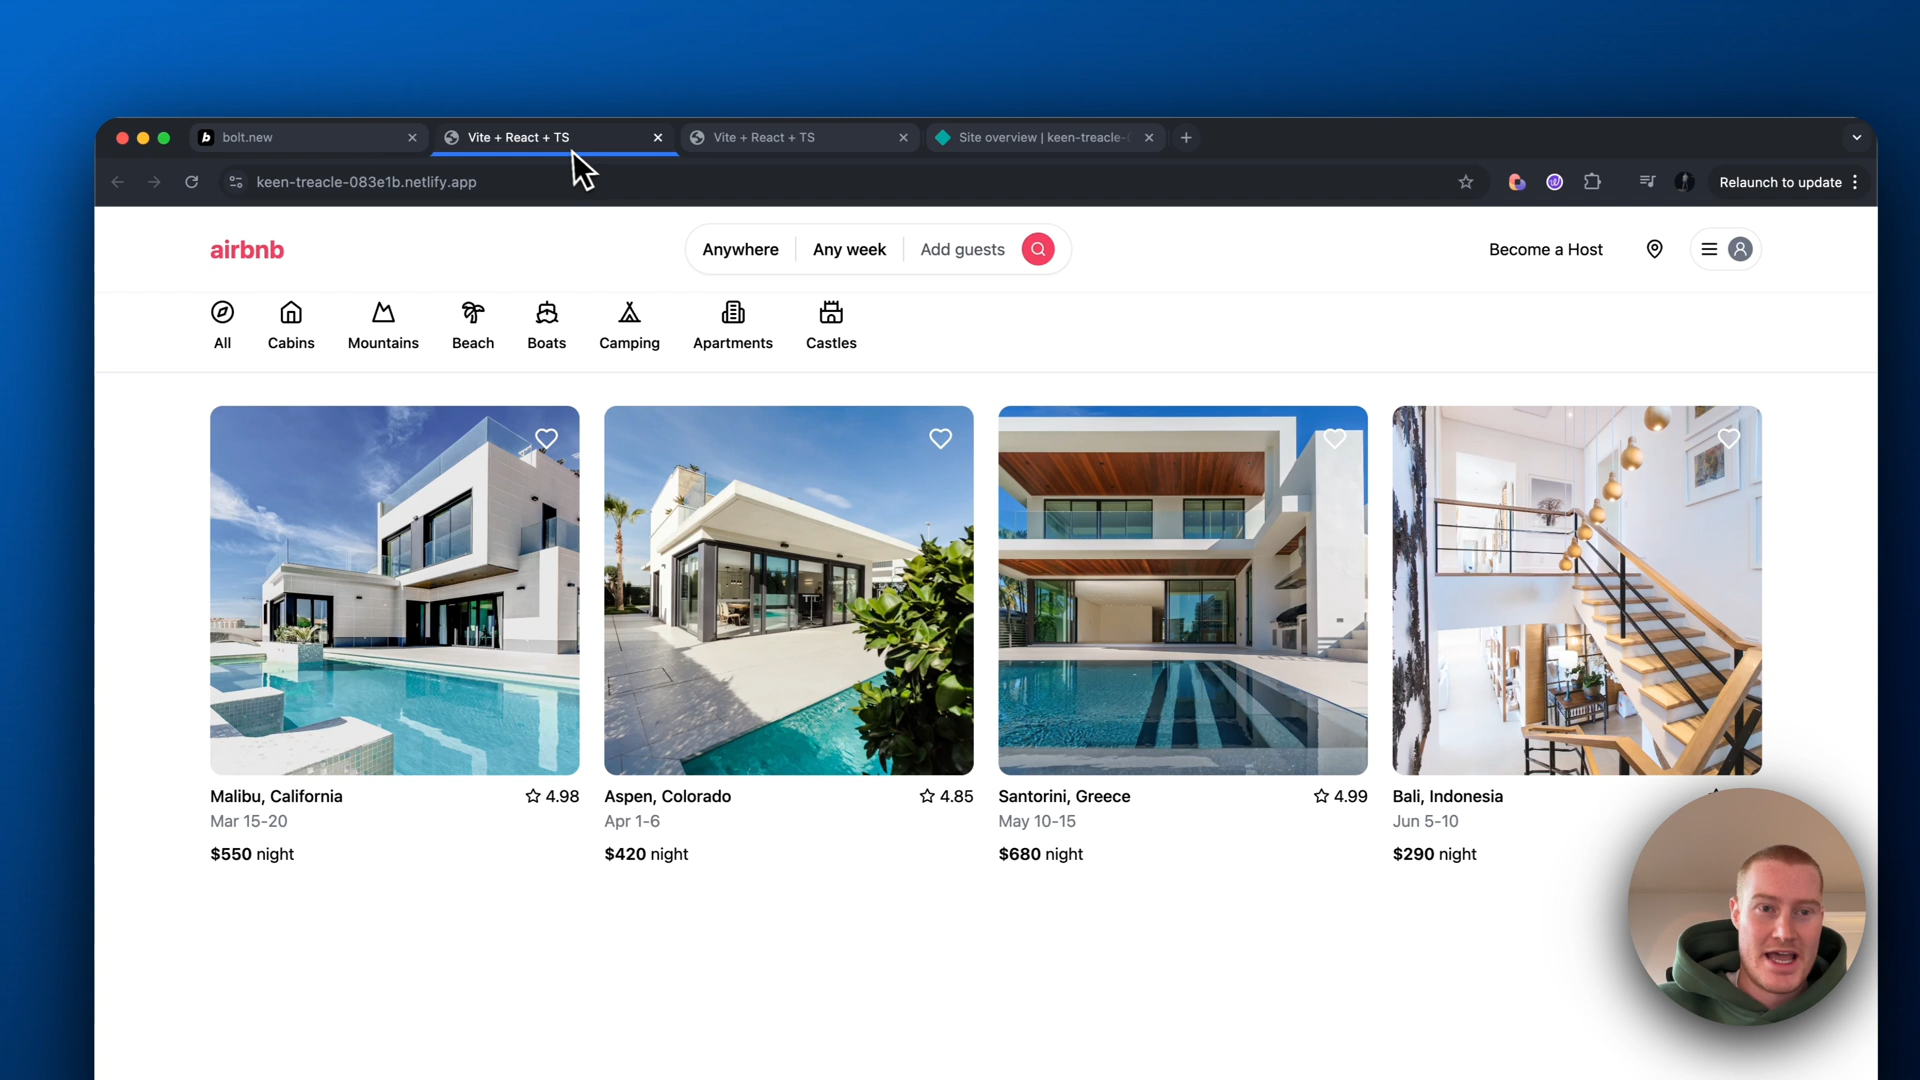 bolt.new
Vite + React + TS
Vite + React + TS
Site overview | keen-treacle-
keen-treacle-083e1b.netlify.app
Relaunch to update
airbnb
Anywhere
Any week
Add guests
Become a Host
All
Cabins
Mountains
Beach
Boats
Camping
Apartments
Castles
Malibu, California
4.98
Mar 15-20
$550 night
Aspen, Colorado
4.85
Apr 1-6
$420 night
Santorini, Greece
4.99
May 10-15
$680 night
Bali, Indonesia
Jun 5-10
$290 night